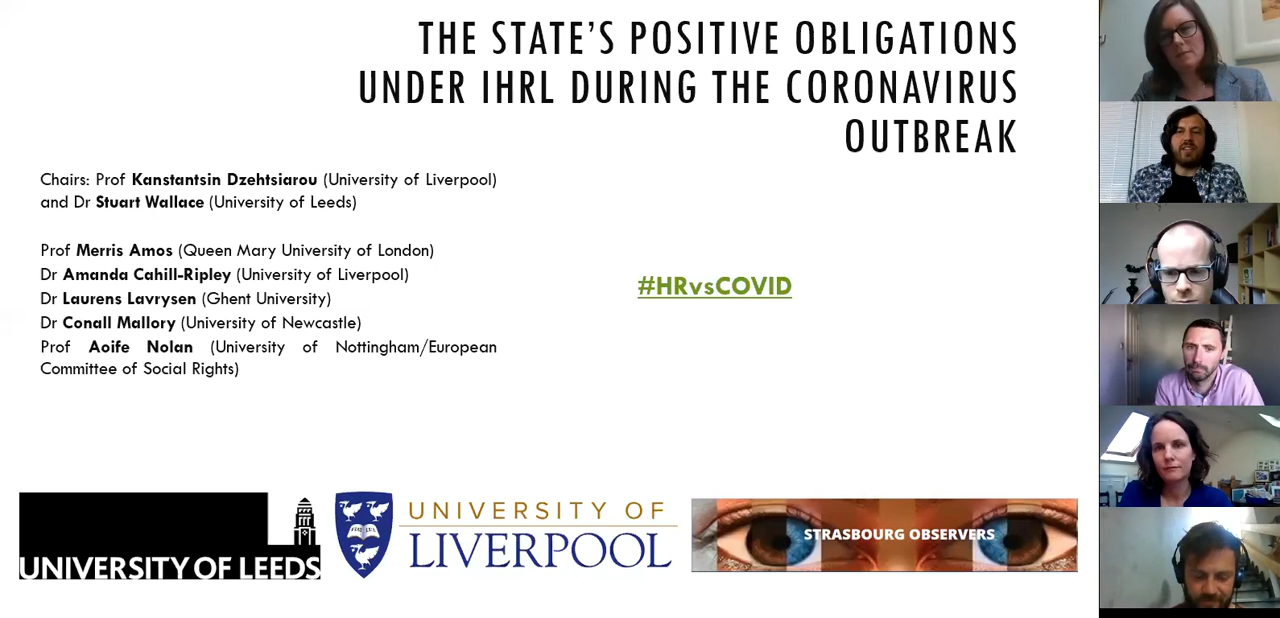 THE STATE'S POSITIVE OBLIGATIONS
UNDER IHRL DURING THE CORONAVIRUS
OUTBREAK
Chairs: Prof Kanstantsin Dzehtsiarou (University of Liverpool)
and Dr Stuart Wallace (University of Leeds)
Prof Merris Amos (Queen Mary University of London)
Dr Amanda Cahill-Ripley (University of Liverpool)
Dr Laurens Lavrysen (Ghent University)
Dr Conall Mallory (University of Newcastle)
Prof Aoife Nolan (University of Nottingham/European
Committee of Social Rights)
#HRvsCOVID
UNIVERSITY OF LEEDS
UNIVERSITY OF
LIVERPOOL
STRASBOURG OBSERVERS